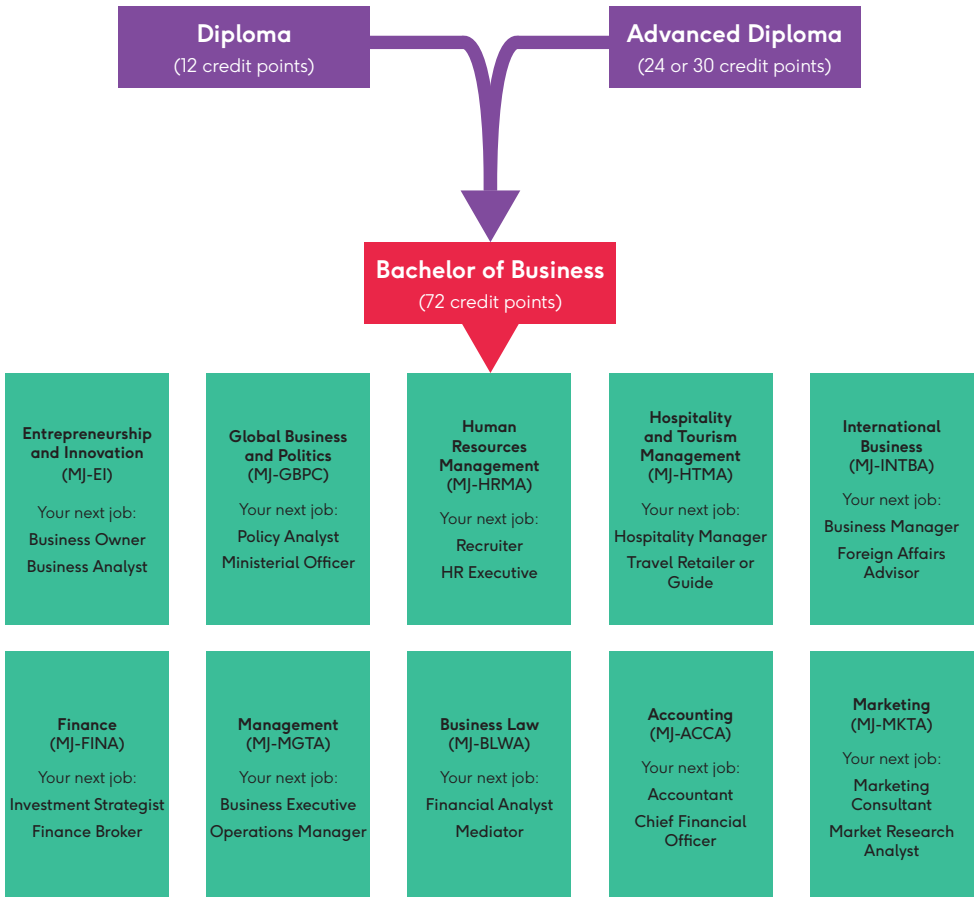 Diploma
(12 credit points)
Advanced Diploma
(24 or 30 credit points)
Bachelor of Business
(72 credit points)
Entrepreneurship
and Innovation
(MJ-EI)
Your next job:
Business Owner
Business Analyst
Global Business
and Politics
(MJ-GBPC)
Your next job:
Policy Analyst
Ministerial Officer
Human
Resources
Management
(MJ-HRMA)
Your next job:
Recruiter
HR Executive
Hospitality
and Tourism
Management
(MJ-HTMA)
Your next job:
Hospitality Manager
Travel Retailer or
Guide
International
Business
(MJ-INTBA)
Your next job:
Business Manager
Foreign Affairs
Advisor
Finance
(MJ-FINA)
Your next job:
Investment Strategist
Finance Broker
Management
(MJ-MGTA)
Your next job:
Business Executive
Operations Manager
Business Law
(MJ-BLWA)
Your next job:
Financial Analyst
Mediator
Accounting
(MJ-ACCA)
Your next job:
Accountant
Chief Financial
Officer
Marketing
(MJ-MKTA)
Your next job:
Marketing
Consultant
Market Research
Analyst